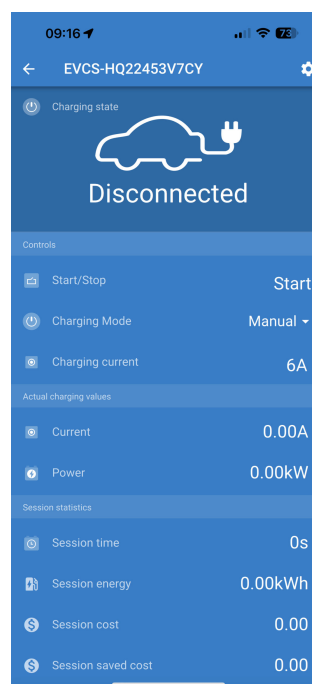 09:16
73
EVCS-HQ22453V7CY
Charging state
Disconnected
Controls
Start/Stop Start
Charging Mode Manual
Charging current 6A
Actual charging values
Current 0.00A
Power 0.00kW
Session statistics
Session time 0s
Session energy 0.00kWh
Session cost 0.00
Session saved cost 0.00